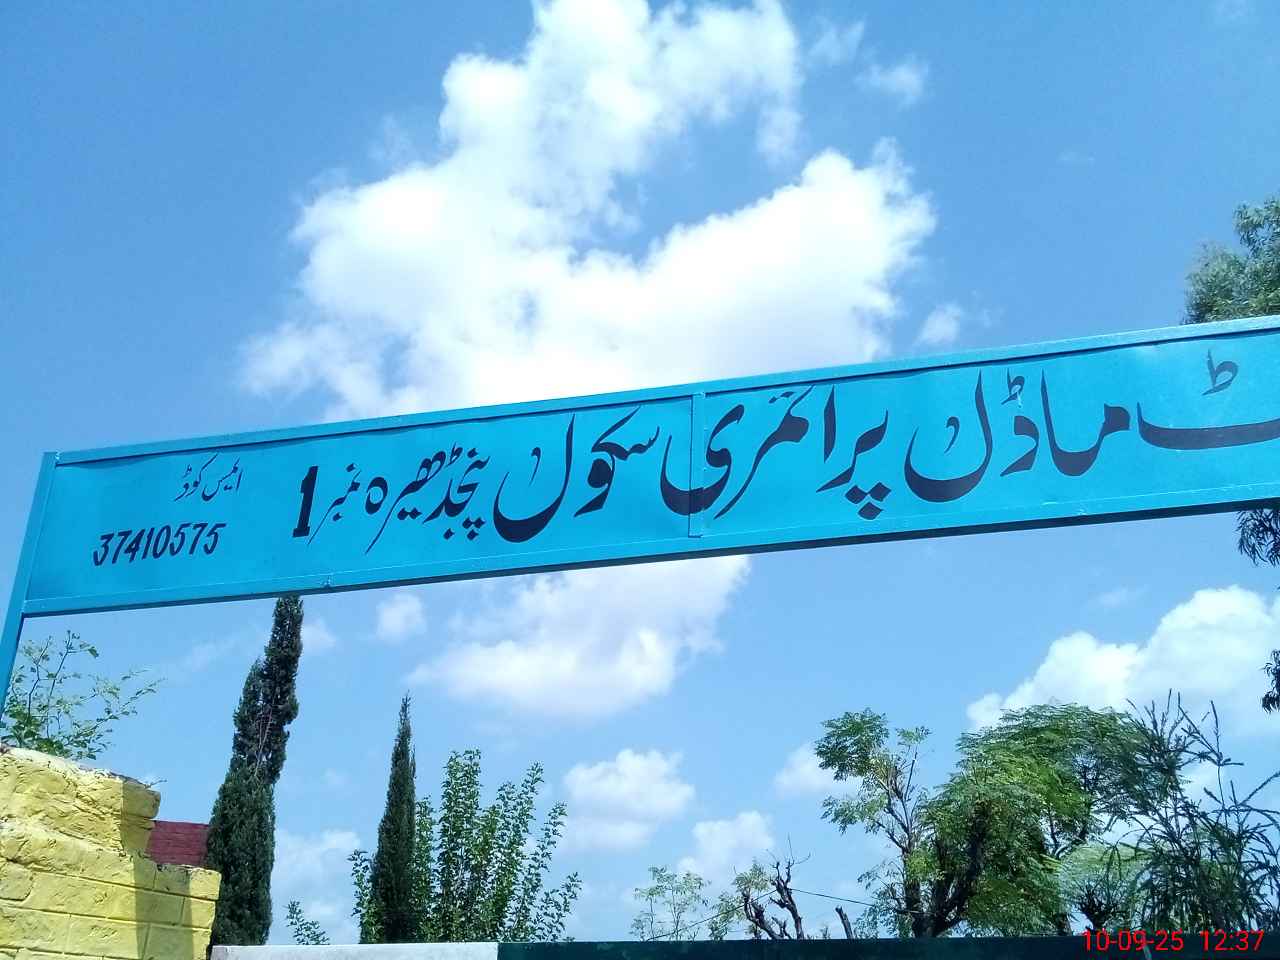 ماڈل پرائمری سکول پنجڈھیرہ نمبر 1
ایمس کوڈ
37410575
10-09-25 12:37